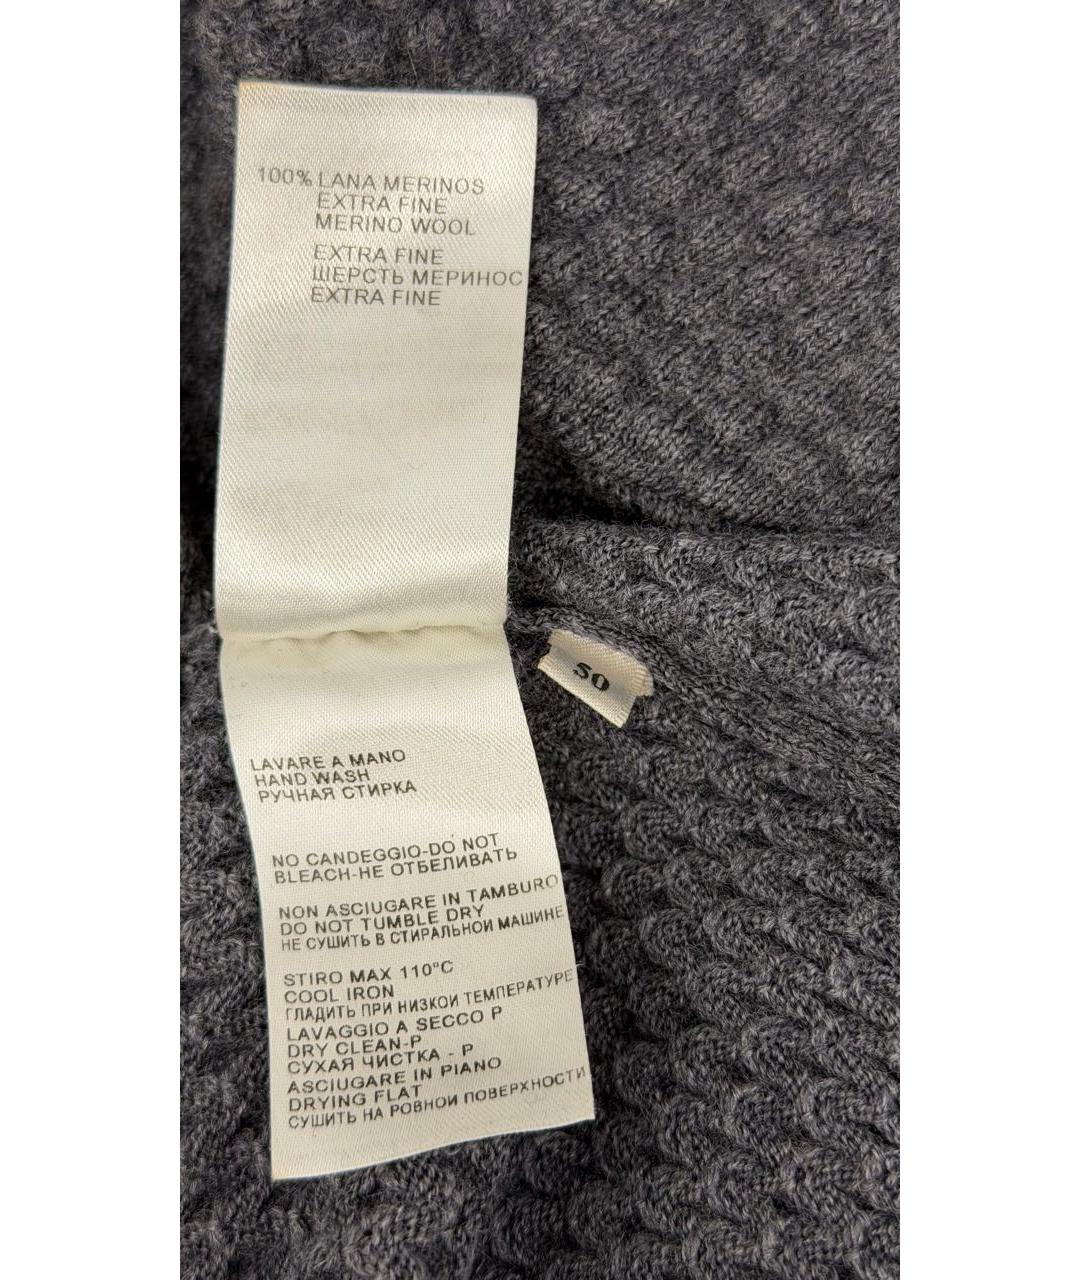 100% LANA MERINOS
EXTRA FINE
MERINO WOOL
EXTRA FINE
ШЕРСТЬ МЕРИНОС
EXTRA FINE
50
LAVARE A MANO
HAND WASH
РУЧНАЯ СТИРКА
NO CANDEGGIO-DO NOT
BLEACH-НЕ ОТБЕЛИВАТЬ
NON ASCIUGARE IN TAMBURO
DO NOT TUMBLE DRY
НЕ СУШИТЬ В СТИРАЛЬНОЙ МАШИНЕ
STIRO MAX 110°C
COOL IRON
ГЛАДИТЬ ПРИ НИЗКОЙ ТЕМПЕРАТУРЕ
LAVAGGIO A SECCO P
DRY CLEAN-P
СУХАЯ ЧИСТКА - P
ASCIUGARE IN PIANO
DRYING FLAT
СУШИТЬ НА РОВНОЙ ПОВЕРХНОСТИ